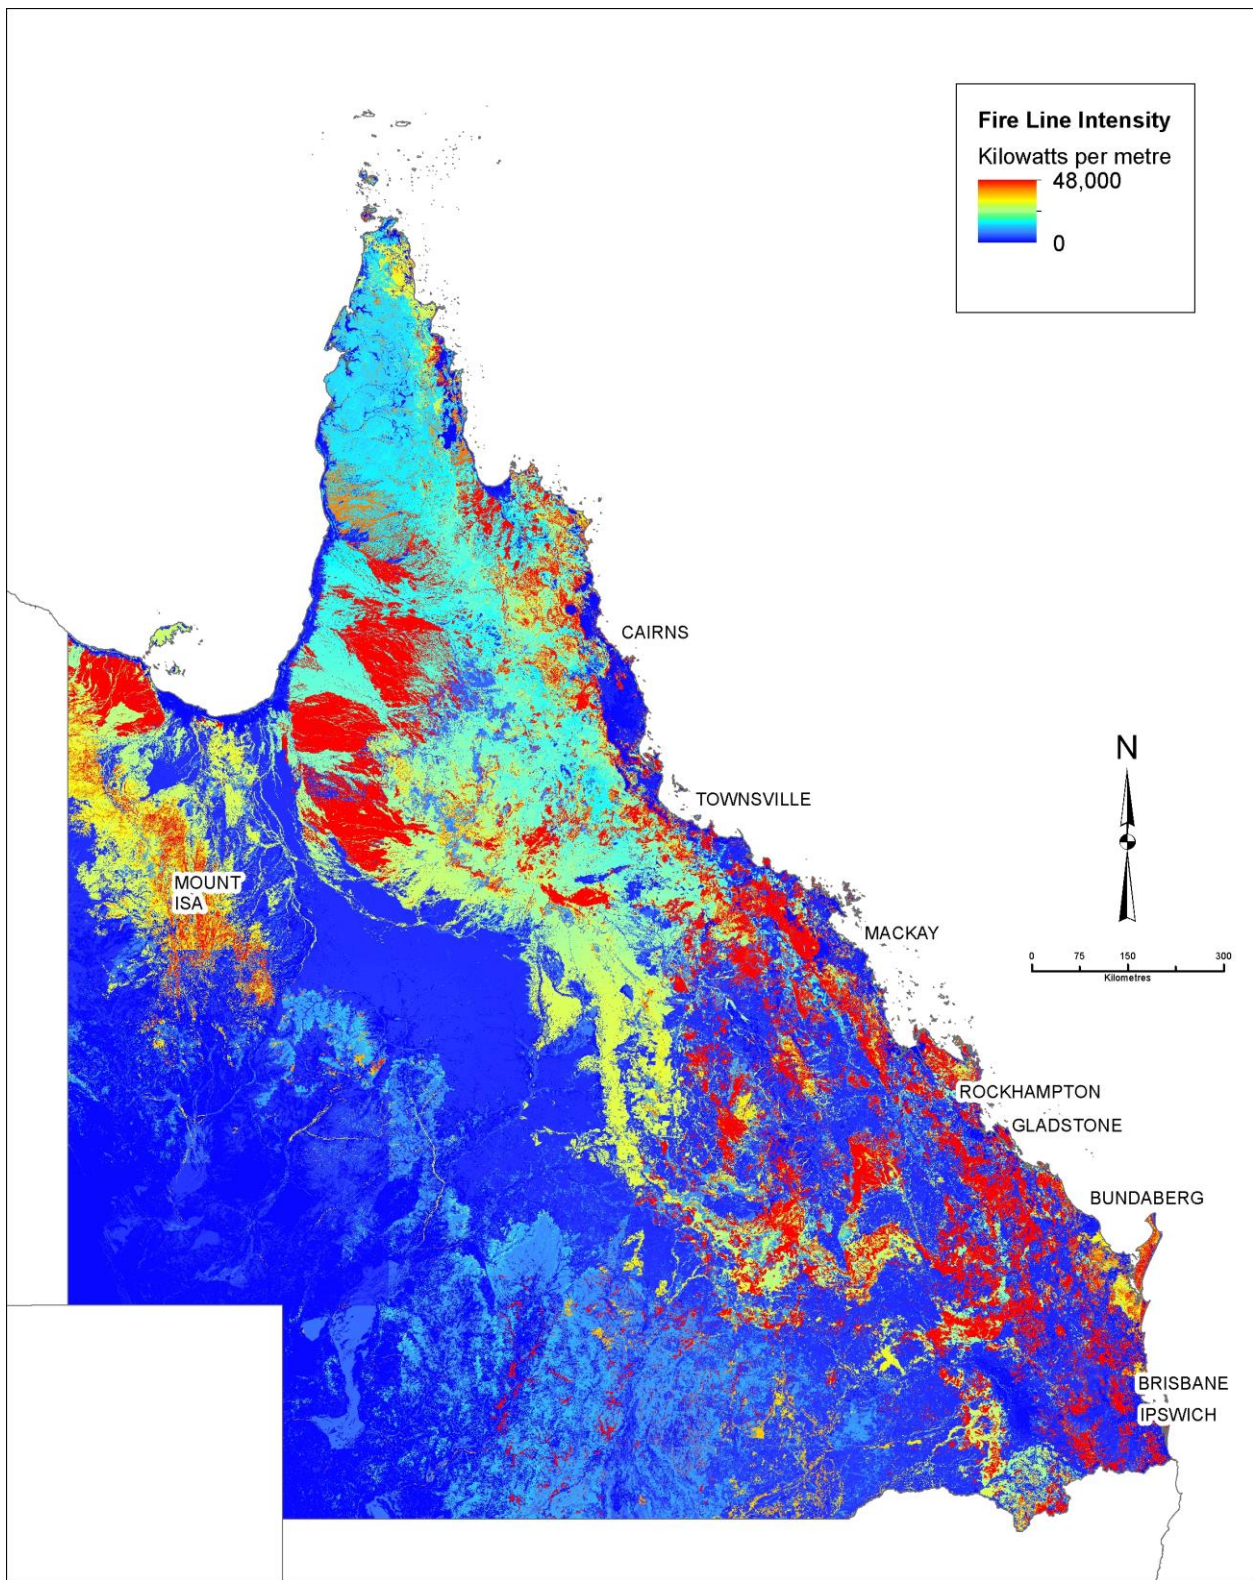 Fire Line Intensity
Kilowatts per metre
48,000
0
CAIRNS
N
TOWNSVILLE
MOUNT
ISA
MACKAY
0 75 150 300
Kilometres
ROCKHAMPTON
GLADSTONE
BUNDABERG
BRISBANE
IPSWICH